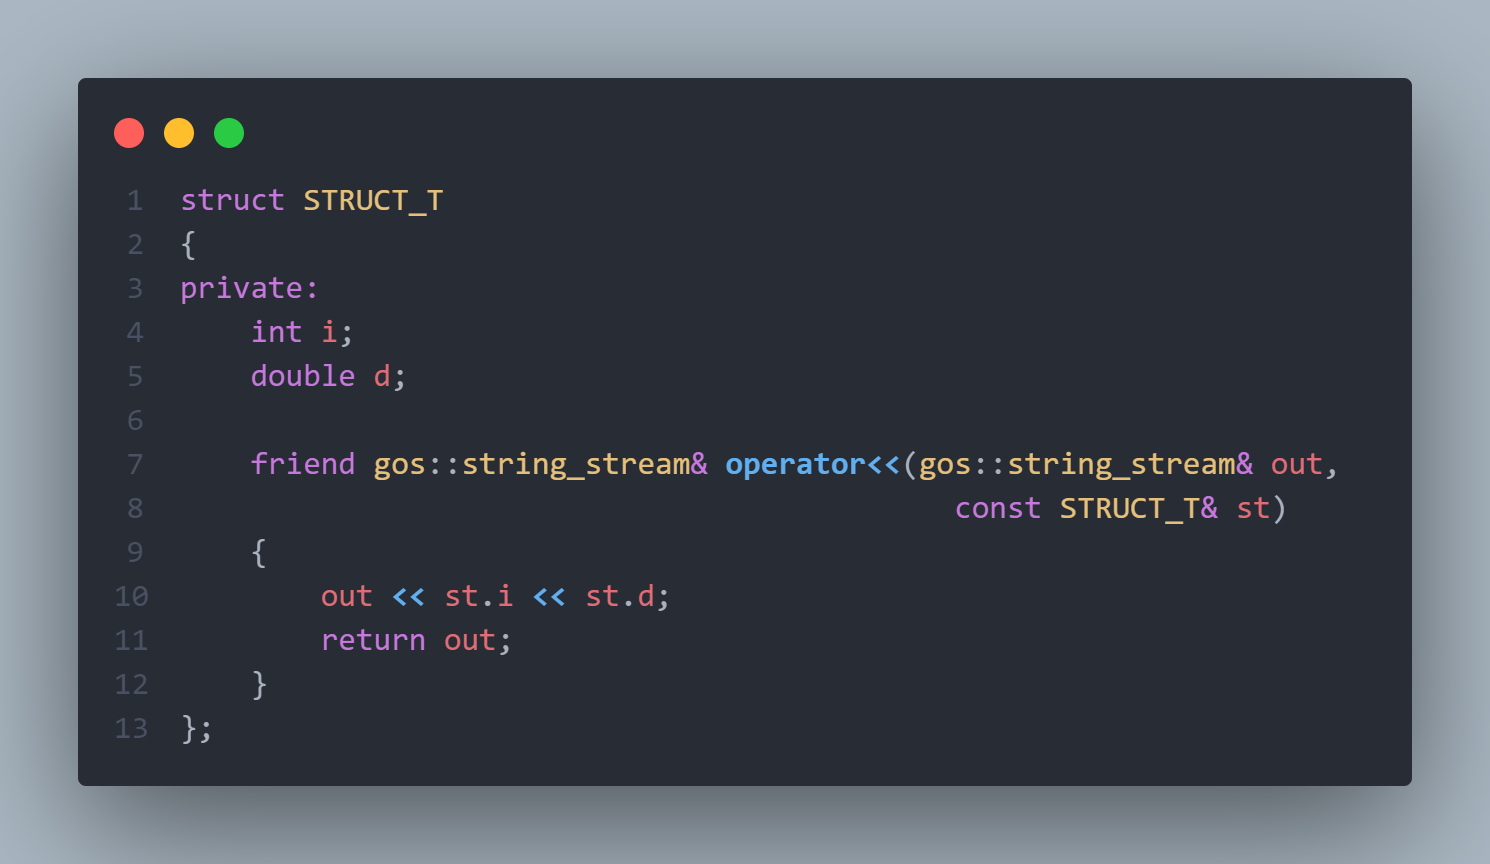 1 struct STRUCT_T
2 {
3 private:
4     int i;
5     double d;
6
7     friend gos::string_stream& operator<<(gos::string_stream& out,
8                                             const STRUCT_T& st)
9     {
10         out << st.i << st.d;
11         return out;
12     }
13 };